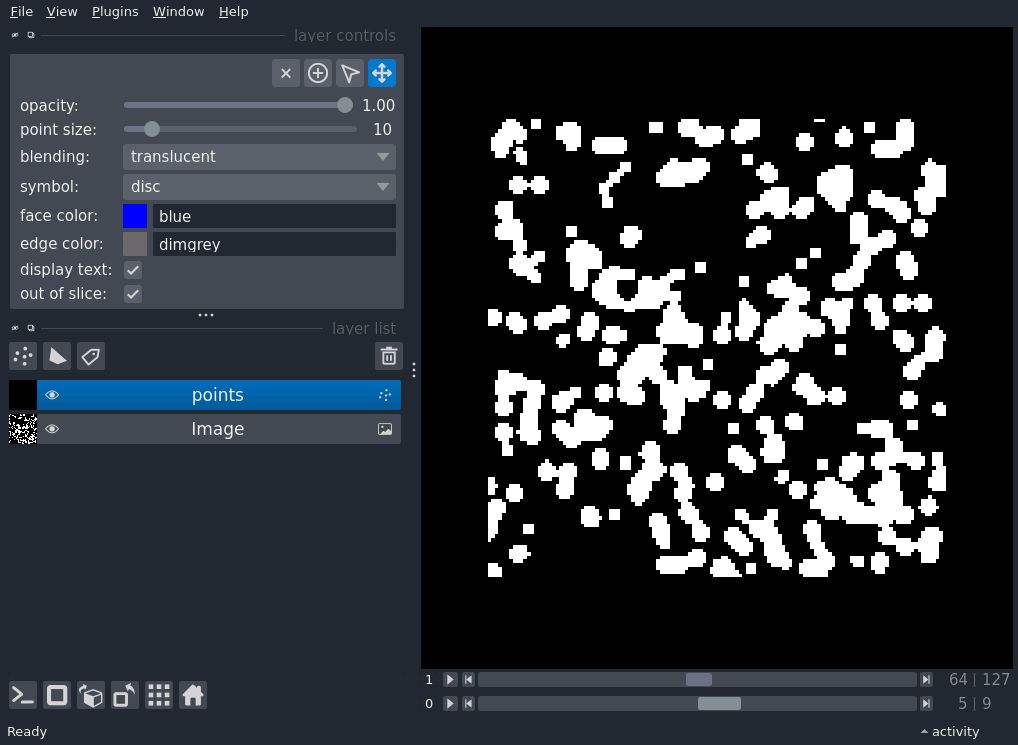 File View Plugins Window Help
layer controls
opacity: 1.00
point size: 10
blending: translucent
symbol: disc
face color: blue
edge color: dimgrey
display text:
out of slice:
layer list
points
Image
1 64 | 127
0 5 | 9
Ready activity